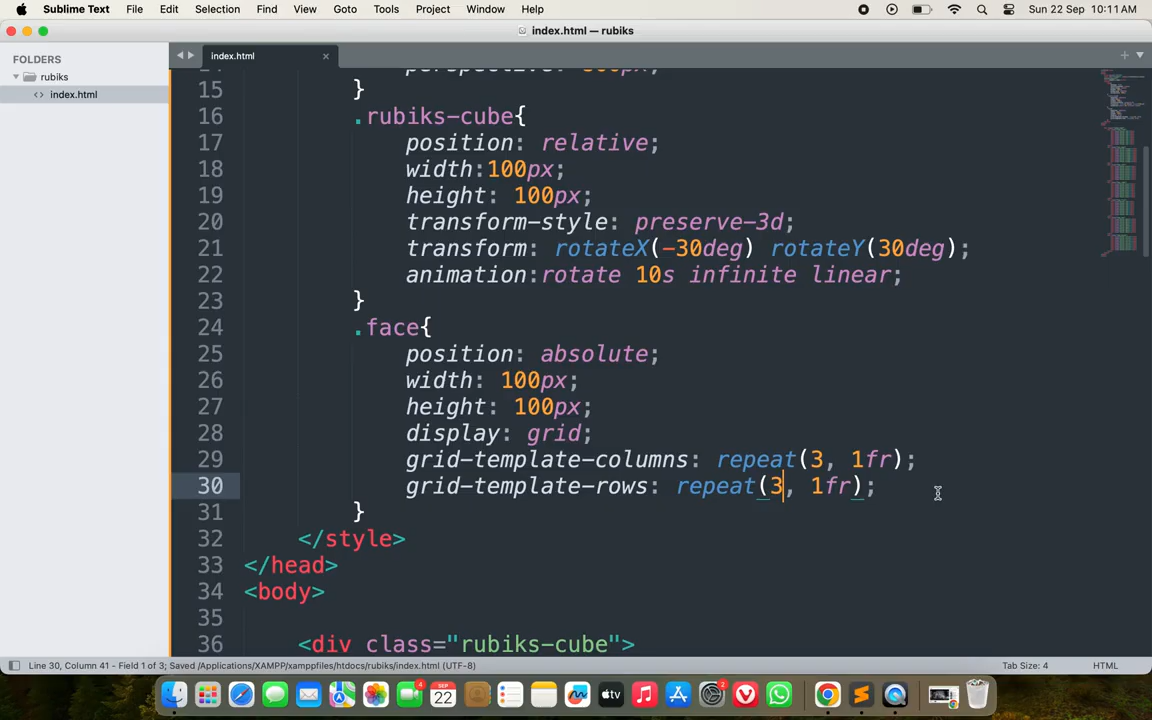 Sublime Text File Edit Selection Find View Goto Tools Project Window Help Sun 22 Sep 10:11 AM
index.html — rubiks
FOLDERS
rubiks
<> index.html
index.html
15 }
16 .rubiks-cube{
17 position: relative;
18 width:100px;
19 height: 100px;
20 transform-style: preserve-3d;
21 transform: rotateX(-30deg) rotateY(30deg);
22 animation:rotate 10s infinite linear;
23 }
24 .face{
25 position: absolute;
26 width: 100px;
27 height: 100px;
28 display: grid;
29 grid-template-columns: repeat(3, 1fr);
30 grid-template-rows: repeat(3, 1fr);
31 }
32 </style>
33 </head>
34 <body>
35
36 <div class="rubiks-cube">
Line 30, Column 41 - Field 1 of 3; Saved /Applications/XAMPP/xamppfiles/htdocs/rubiks/index.html (UTF-8) Tab Size: 4 HTML